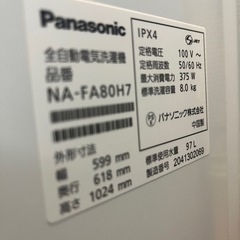 Panasonic
全自動電気洗濯機
品番
NA-FA80H7
外形寸法
幅 599 mm
奥行 618 mm
高さ 1024 mm
IPX4
定格電圧 100 V～
定格周波数 50/60 Hz
最大消費電力 375 W
標準洗濯容量 8.0kg
パナソニック株式会社
中国製
標準使用水量 97L
製造番号 2041302069